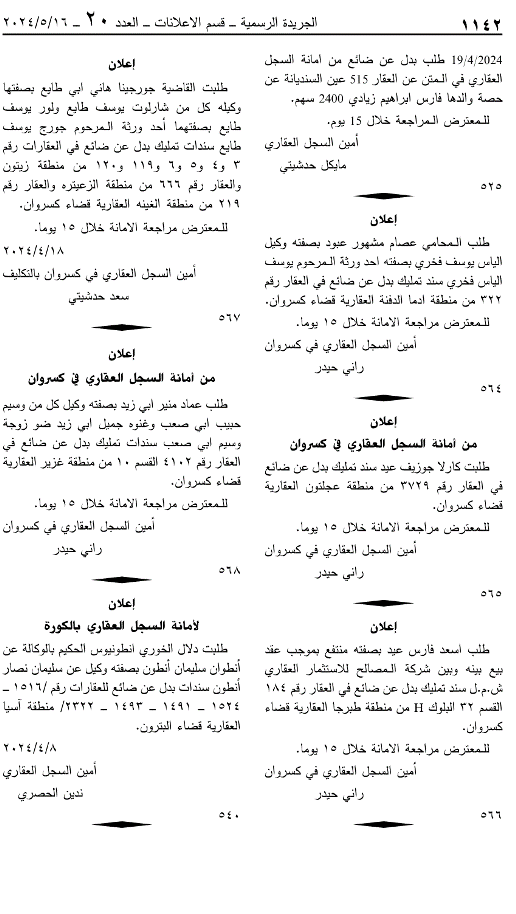 ١١٤٢
الجريدة الرسمية ــ قسم الاعلانات ــ العدد ٢٠ ــ ٢٠٢٤/٥/١٦
19/4/2024 طلب بدل عن ضائع من امانة السجل
العقاري في المتن عن العقار 515 عين السنديانة عن
حصة والدها فارس ابراهيم زيادي 2400 سهم.
للمعترض المراجعة خلال 15 يوم.
أمين السجل العقاري
مايكل حدشيتي
٥٢٥
إعلان
طلب المحامي عصام مشهور عبود بصفته وكيل
الياس يوسف فخري بصفته احد ورثة المرحوم يوسف
الياس فخري سند تمليك بدل عن ضائع في العقار رقم
٣٢٢ من منطقة ادما الدفنة العقارية قضاء كسروان.
للمعترض مراجعة الامانة خلال ١٥ يوما.
أمين السجل العقاري في كسروان
راني حيدر
٥٦٤
إعلان
من أمانة السجل العقاري في كسروان
طلبت كارلا جوزيف عيد سند تمليك بدل عن ضائع
في العقار رقم ٣٧٢٩ من منطقة عجلتون العقارية
قضاء كسروان.
للمعترض مراجعة الامانة خلال ١٥ يوما.
أمين السجل العقاري في كسروان
راني حيدر
٥٦٥
إعلان
طلب اسعد فارس عيد بصفته منتفع بموجب عقد
بيع بينه وبين شركة المصالح للاستثمار العقاري
ش.م.ل سند تمليك بدل عن ضائع في العقار رقم ١٨٤
القسم ٣٢ البلوك H من منطقة طبرجا العقارية قضاء
كسروان.
للمعترض مراجعة الامانة خلال ١٥ يوما.
أمين السجل العقاري في كسروان
راني حيدر
٥٦٦
إعلان
طلبت القاضية جورجينا هاني ابي طايع بصفتها
وكيله كل من شارلوت يوسف طايع ولور يوسف
طايع بصفتهما أحد ورثة المرحوم جورج يوسف
طايع سندات تمليك بدل عن ضائع في العقارات رقم
٣ و٤ و٥ و٦ و١١٩ و١٢٠ من منطقة زيتون
والعقار رقم ٦٦٦ من منطقة الزعيتره والعقار رقم
٢١٩ من منطقة الغينه العقارية قضاء كسروان.
للمعترض مراجعة الامانة خلال ١٥ يوما.
٢٠٢٤/٤/١٨
أمين السجل العقاري في كسروان بالتكليف
سعد حدشيتي
٥٦٧
إعلان
من أمانة السجل العقاري في كسروان
طلب عماد منير ابي زيد بصفته وكيل كل من وسيم
حبيب ابي صعب وغنوه جميل ابي زيد ضو زوجة
وسيم ابي صعب سندات تمليك بدل عن ضائع في
العقار رقم ٤١٠٢ القسم ١٠ من منطقة غزير العقارية
قضاء كسروان.
للمعترض مراجعة الامانة خلال ١٥ يوما.
أمين السجل العقاري في كسروان
راني حيدر
٥٦٨
إعلان
لأمانة السجل العقاري بالكورة
طلبت دلال الخوري انطونيوس الحكيم بالوكالة عن
أنطوان سليمان أنطون بصفته وكيل عن سليمان نصار
أنطون سندات بدل عن ضائع للعقارات رقم /١٥١٦ ــ
١٥٢٤ ــ ١٤٩١ ــ ١٤٩٣ ــ ٢٣٢٢/ منطقة آسيا
العقارية قضاء البترون.
٢٠٢٤/٤/٨
أمين السجل العقاري
ندين الحصري
٥٤٠